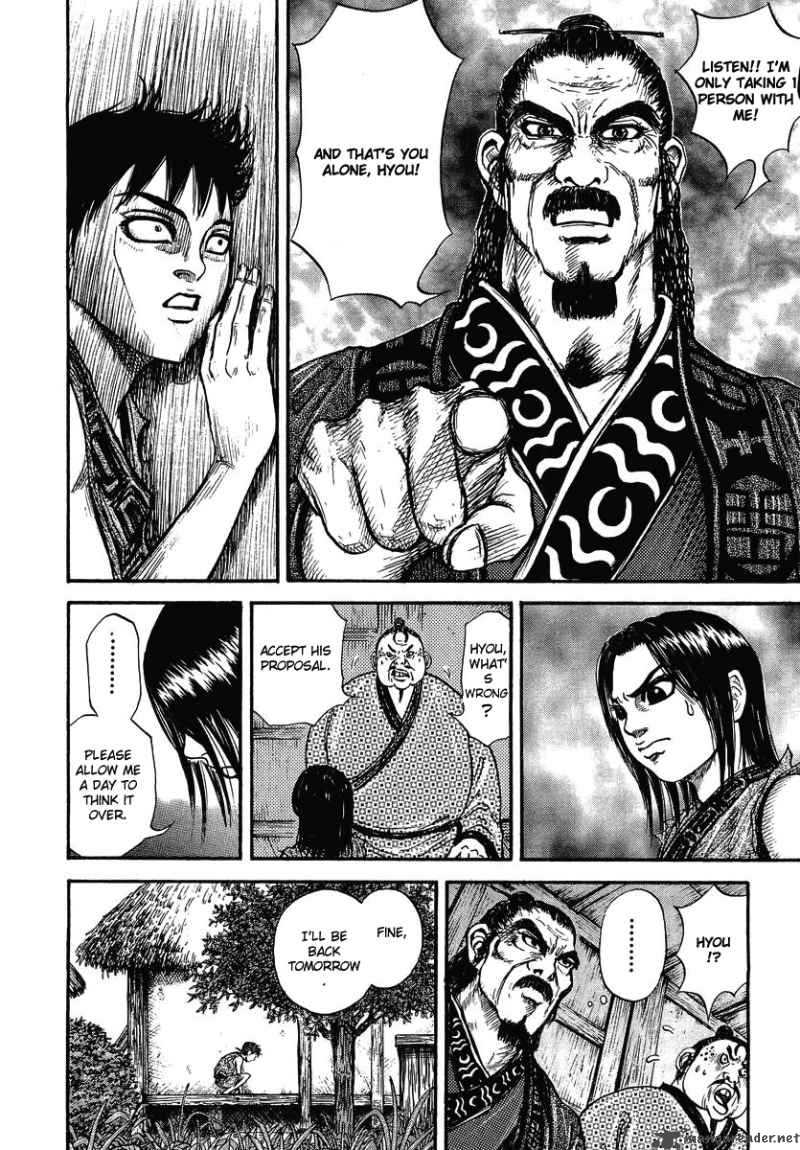 LISTEN!! I'M
ONLY TAKING 1
PERSON WITH
ME!
AND THAT'S YOU
ALONE, HYOU!
HYOU,
WHAT'S
WRONG
?
ACCEPT HIS
PROPOSAL.
........
PLEASE
ALLOW ME
A DAY TO
THINK IT
OVER.
HYOU
!?
........
FINE,
I'LL BE
BACK
TOMORROW
.